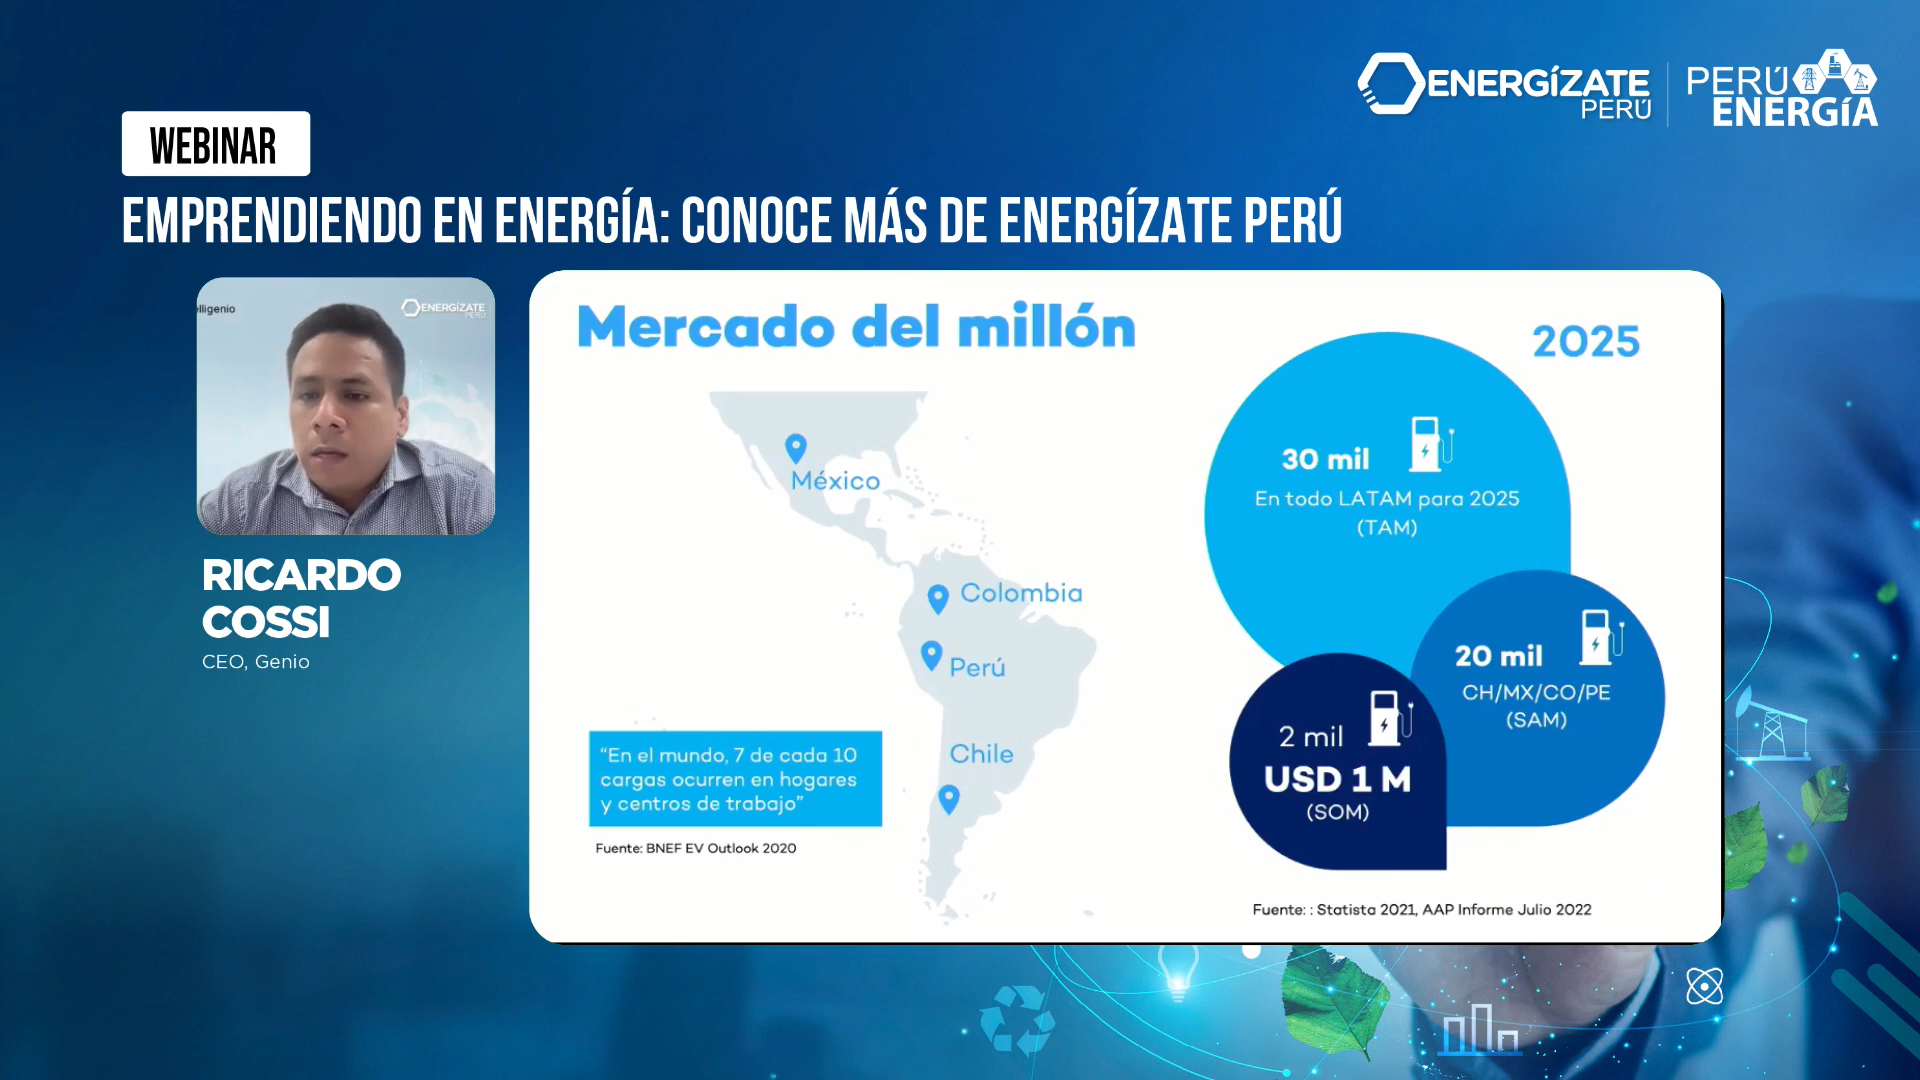 ENERGÍZATE
PERÚ
PERÚ
ENERGÍA
WEBINAR
EMPRENDIENDO EN ENERGÍA: CONOCE MÁS DE ENERGÍZATE PERÚ
elligenio
ENERGÍZATE
PERÚ
RICARDO
COSSI
CEO, Genio
Mercado del millón
2025
México
Colombia
Perú
Chile
“En el mundo, 7 de cada 10
cargas ocurren en hogares
y centros de trabajo”
Fuente: BNEF EV Outlook 2020
30 mil
En todo LATAM para 2025
(TAM)
20 mil
CH/MX/CO/PE
(SAM)
2 mil
USD 1 M
(SOM)
Fuente: : Statista 2021, AAP Informe Julio 2022